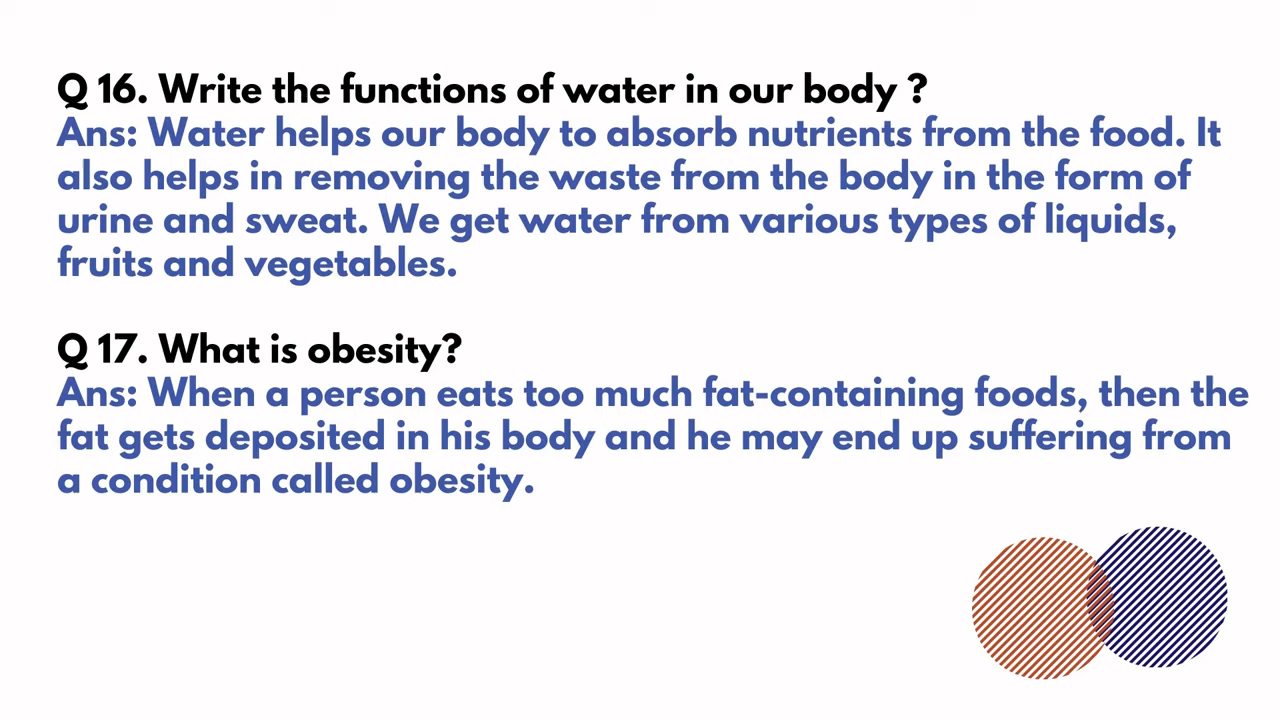 Q 16. Write the functions of water in our body ?
Ans: Water helps our body to absorb nutrients from the food. It
also helps in removing the waste from the body in the form of
urine and sweat. We get water from various types of liquids,
fruits and vegetables.
Q 17. What is obesity?
Ans: When a person eats too much fat-containing foods, then the
fat gets deposited in his body and he may end up suffering from
a condition called obesity.